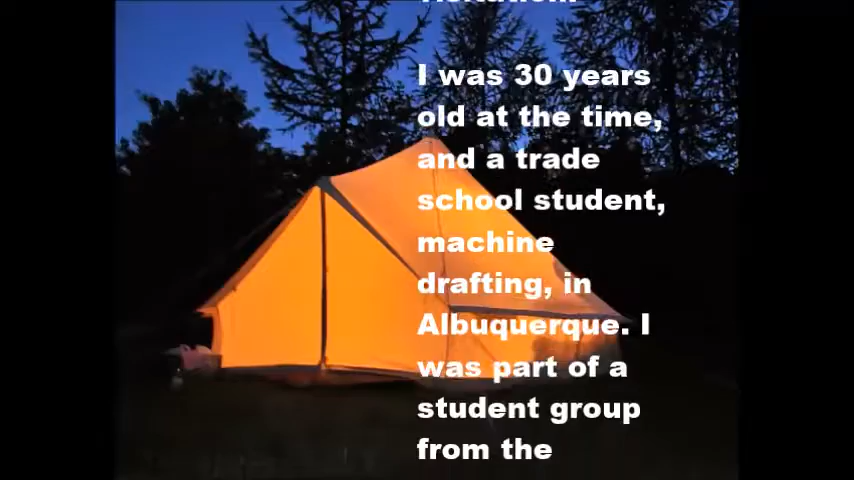 I was 30 years
old at the time,
and a trade
school student,
machine
drafting, in
Albuquerque. I
was part of a
student group
from the